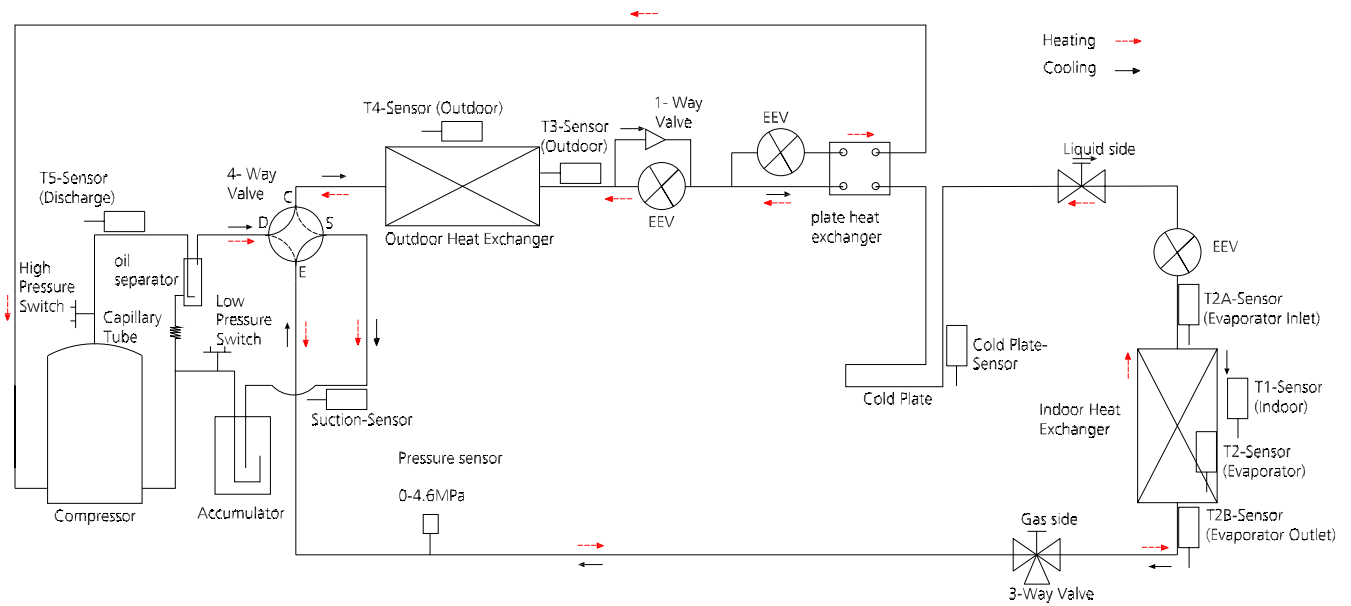 Heating
Cooling
T4-Sensor (Outdoor)
1- Way
Valve
T3-Sensor
(Outdoor)
EEV
Liquid side
T5-Sensor
(Discharge)
4- Way
Valve
C
D
S
E
EEV
plate heat
exchanger
Outdoor Heat Exchanger
EEV
High
Pressure
Switch
oil
separator
Low
Pressure
Switch
Capillary
Tube
T2A-Sensor
(Evaporator Inlet)
Cold Plate-
Sensor
Cold Plate
T1-Sensor
(Indoor)
Indoor Heat
Exchanger
Suction-Sensor
T2-Sensor
(Evaporator)
Pressure sensor
0-4.6MPa
Compressor
Accumulator
Gas side
T2B-Sensor
(Evaporator Outlet)
3-Way Valve